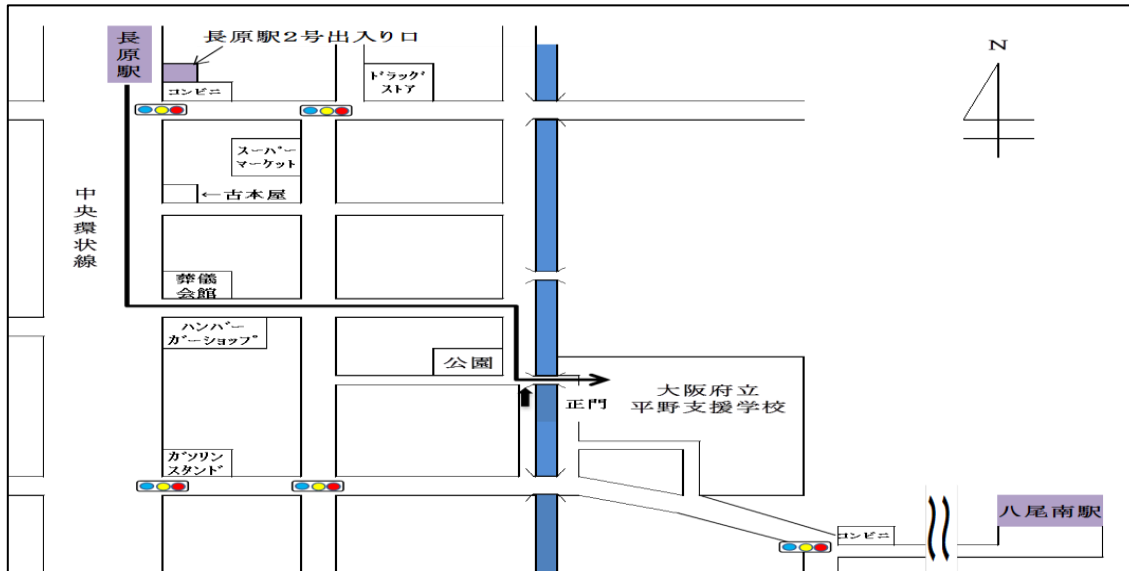 長原駅
長原駅2号出入り口
コンビニ
ドラッグ
ストア
N
スーパー
マーケット
←古本屋
中央環状線
葬儀
会館
ハンバー
ガーショップ
公園
大阪府立
平野支援学校
正門
ガソリン
スタンド
八尾南駅
コンビニ